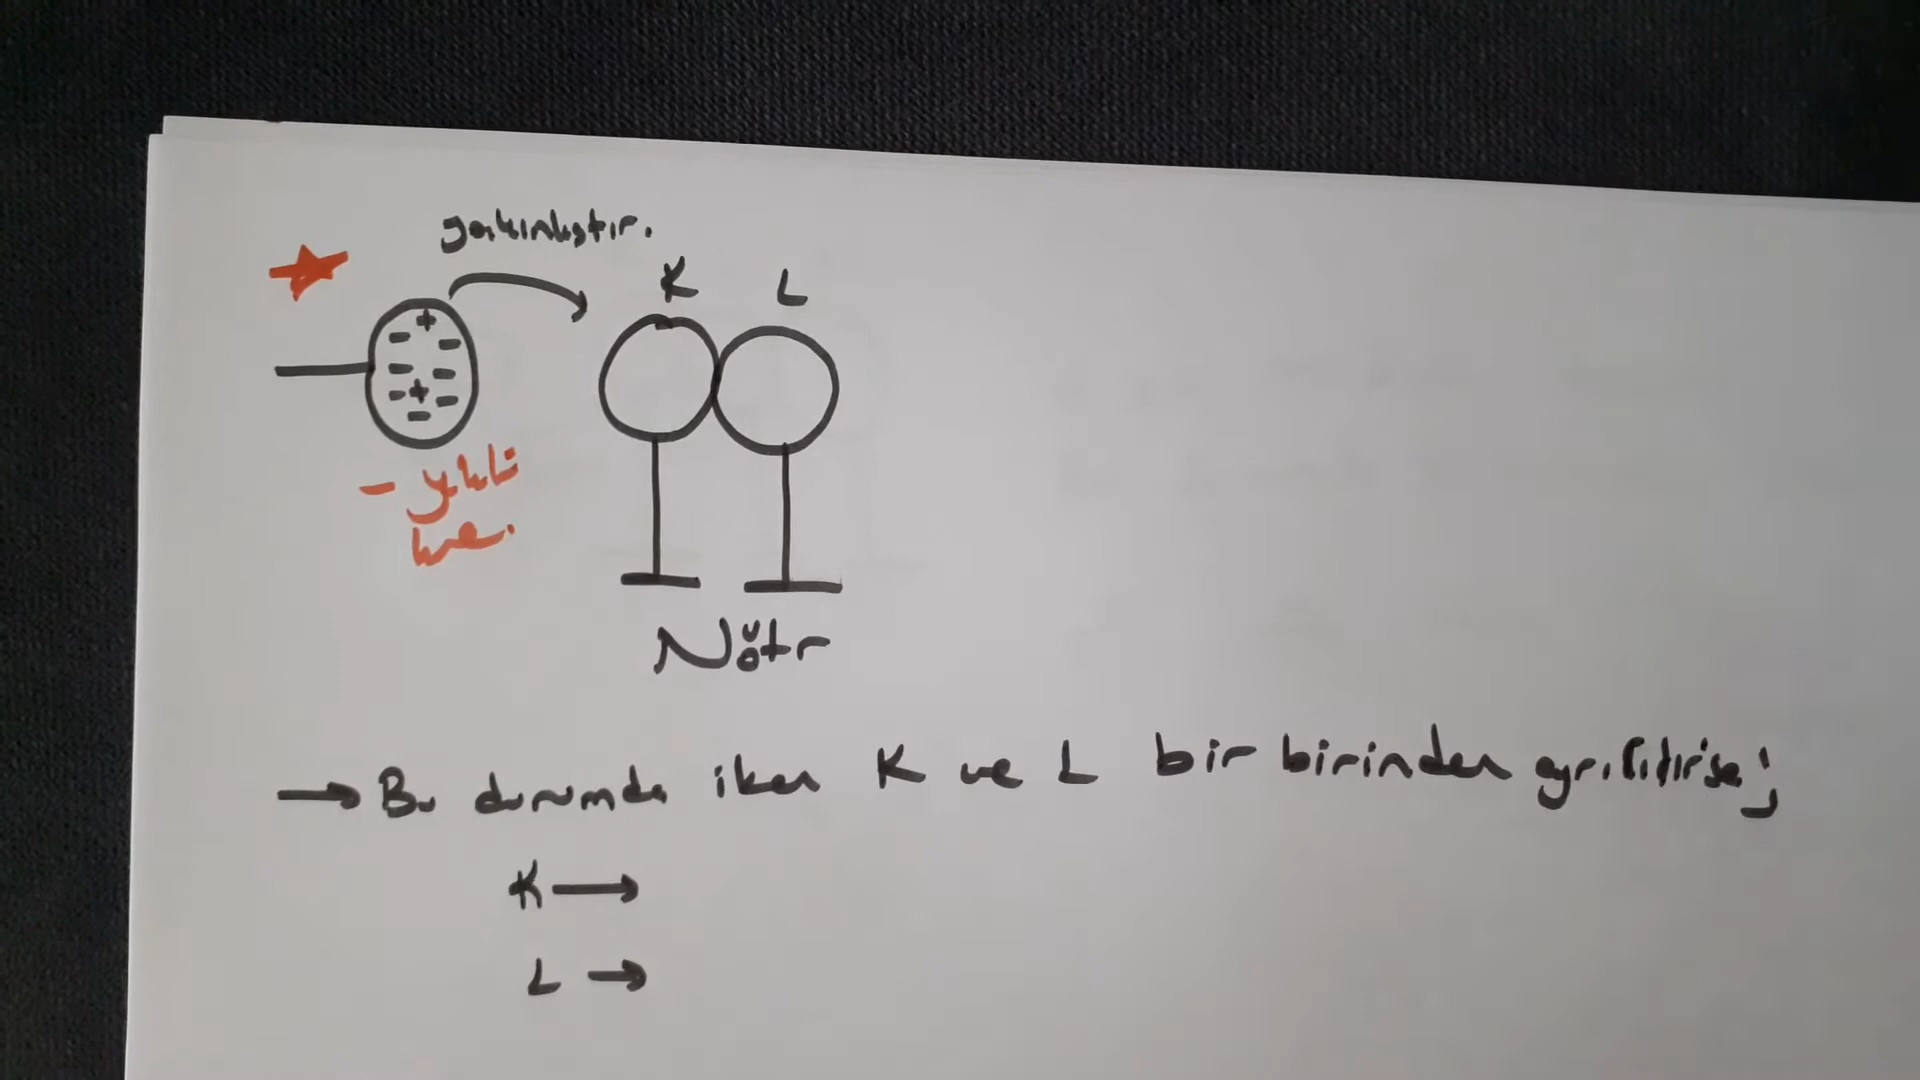 yakınlaştır.
K L
- + - - - - + - -
- yüklü
küre.
Nötr
→ Bu durumda iken K ve L bir birinden ayrılırsa;
K →
L →